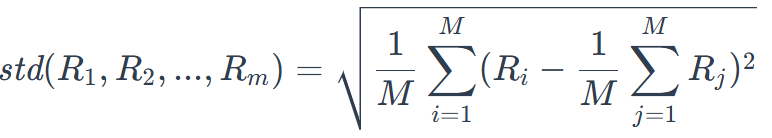 std(R_1, R_2, ..., R_m) = \sqrt{\frac{1}{M} \sum_{i=1}^{M} (R_i - \frac{1}{M} \sum_{j=1}^{M} R_j)^2}